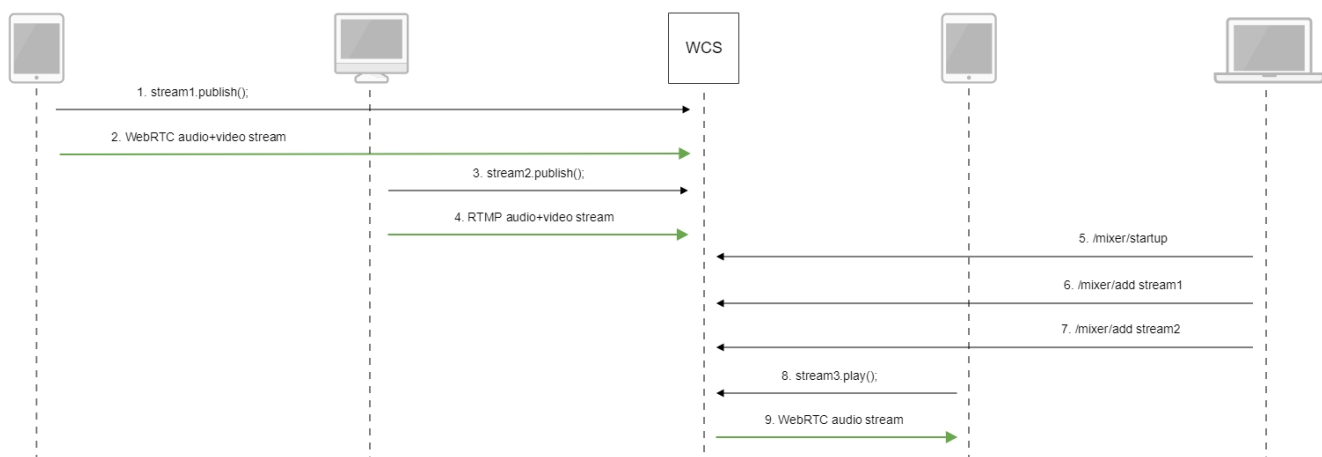 WCS
1. stream1.publish();
2. WebRTC audio+video stream
3. stream2.publish();
4. RTMP audio+video stream
5. /mixer/startup
6. /mixer/add stream1
7. /mixer/add stream2
8. stream3.play();
9. WebRTC audio stream